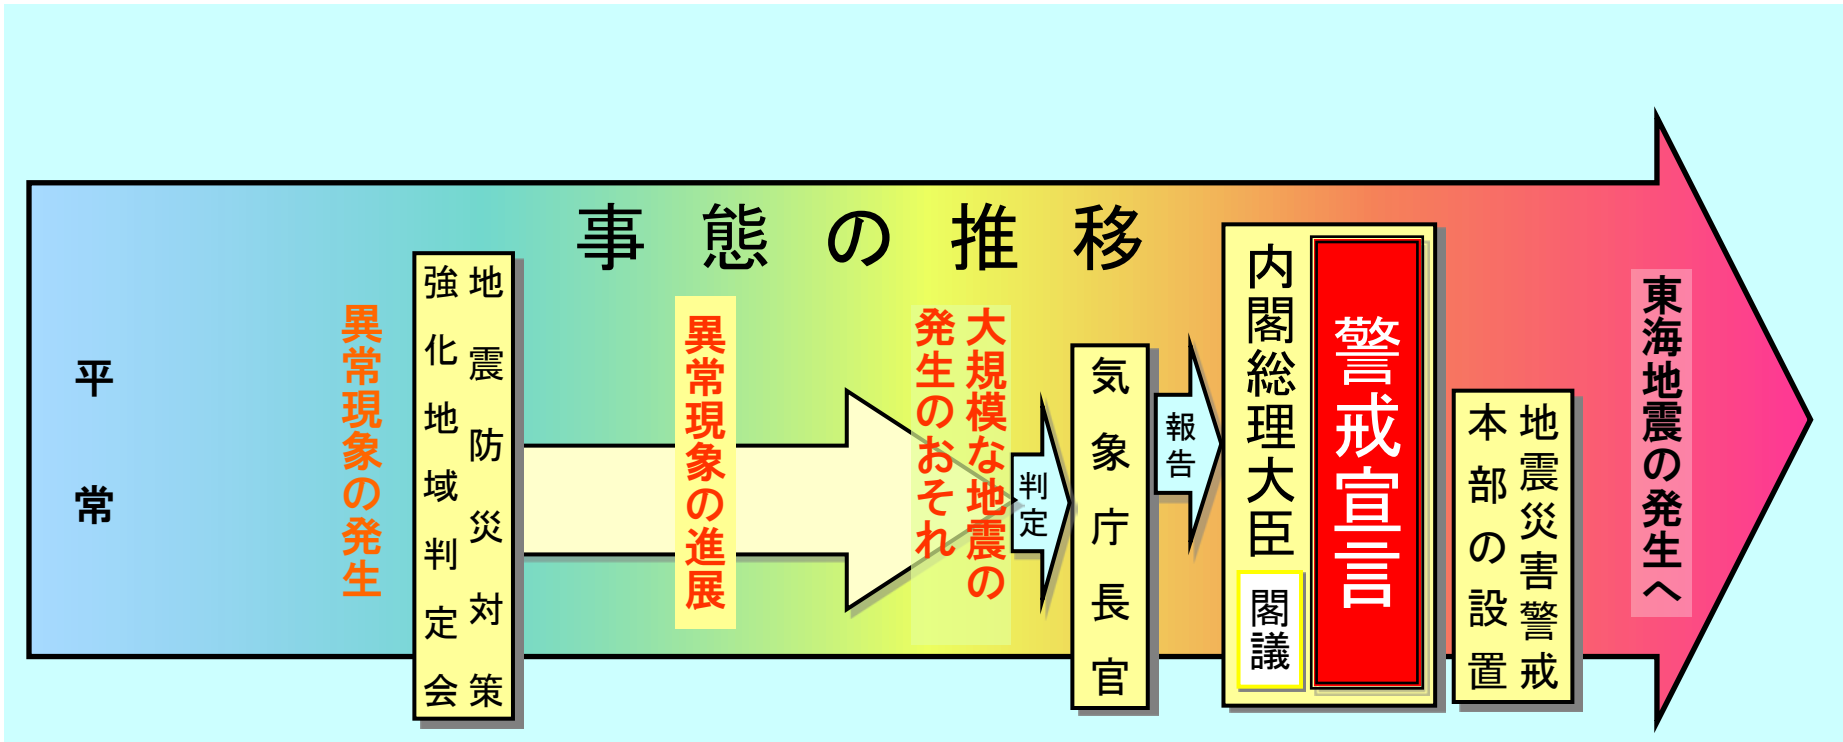 事態の推移
平常
異常現象の発生
地震防災対策
強化地域判定会
異常現象の進展
大規模な地震の
発生のおそれ
判定
気象庁長官
報告
内閣総理大臣
閣議
警戒宣言
地震災害警戒
本部の設置
東海地震の発生へ